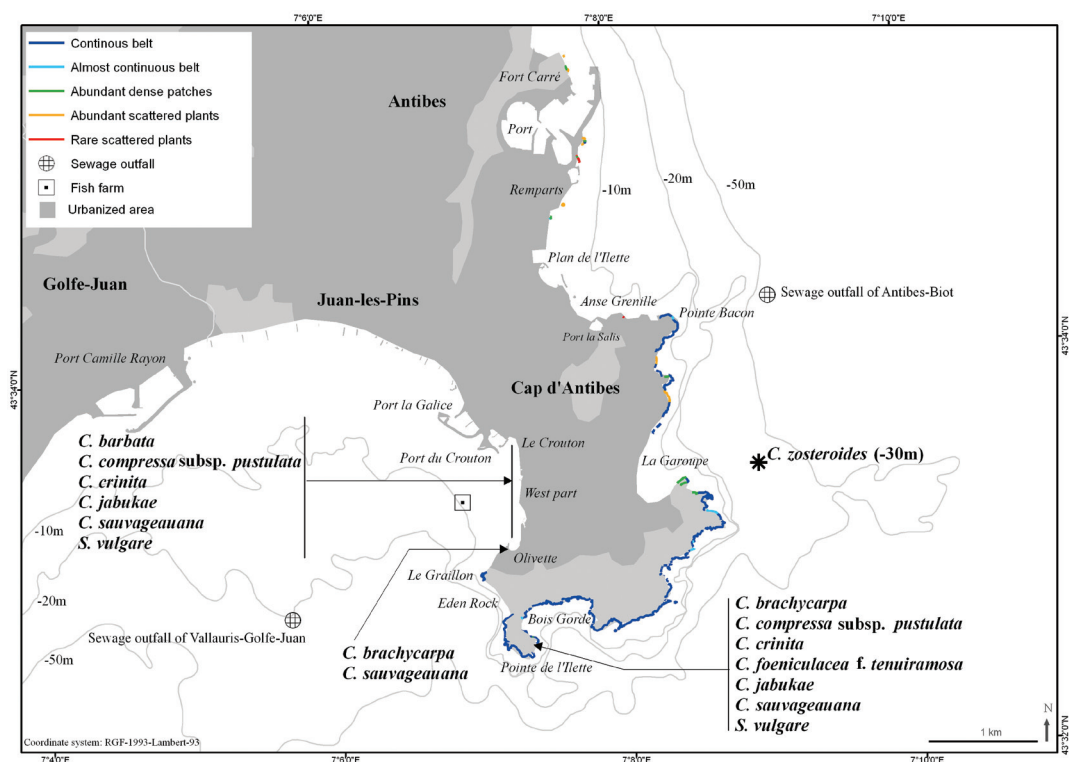 7°6'0"E
7°8'0"E
7°10'0"E
Continous belt
Almost continuous belt
Abundant dense patches
Abundant scattered plants
Rare scattered plants
Sewage outfall
Fish farm
Urbanized area
Fort Carré
Antibes
Port
Remparts
-10m
-20m
-50m
Plan de l'Ilette
Golfe-Juan
Juan-les-Pins
Anse Grenille
Pointe Bacon
Sewage outfall of Antibes-Biot
Port la Salis
43°34'0"N
43°34'0"N
Port Camille Rayon
Cap d'Antibes
Port la Galice
Le Crouton
Port du Crouton
La Garoupe
C. zosteroides (-30m)
West part
C. barbata
C. compressa subsp. pustulata
C. crinita
C. jabukae
C. sauvageauana
S. vulgare
-10m
-20m
-50m
Olivette
Le Graillon
Eden Rock
Bois Gorde
Pointe de l'Ilette
Sewage outfall of Vallauris-Golfe-Juan
C. brachycarpa
C. sauvageauana
C. brachycarpa
C. compressa subsp. pustulata
C. crinita
C. foeniculacea f. tenuiramosa
C. jabukae
C. sauvageauana
S. vulgare
N
1 km
43°32'0"N
Coordinate system: RGF-1993-Lambert-93
7°4'0"E
7°6'0"E
7°8'0"E
7°10'0"E